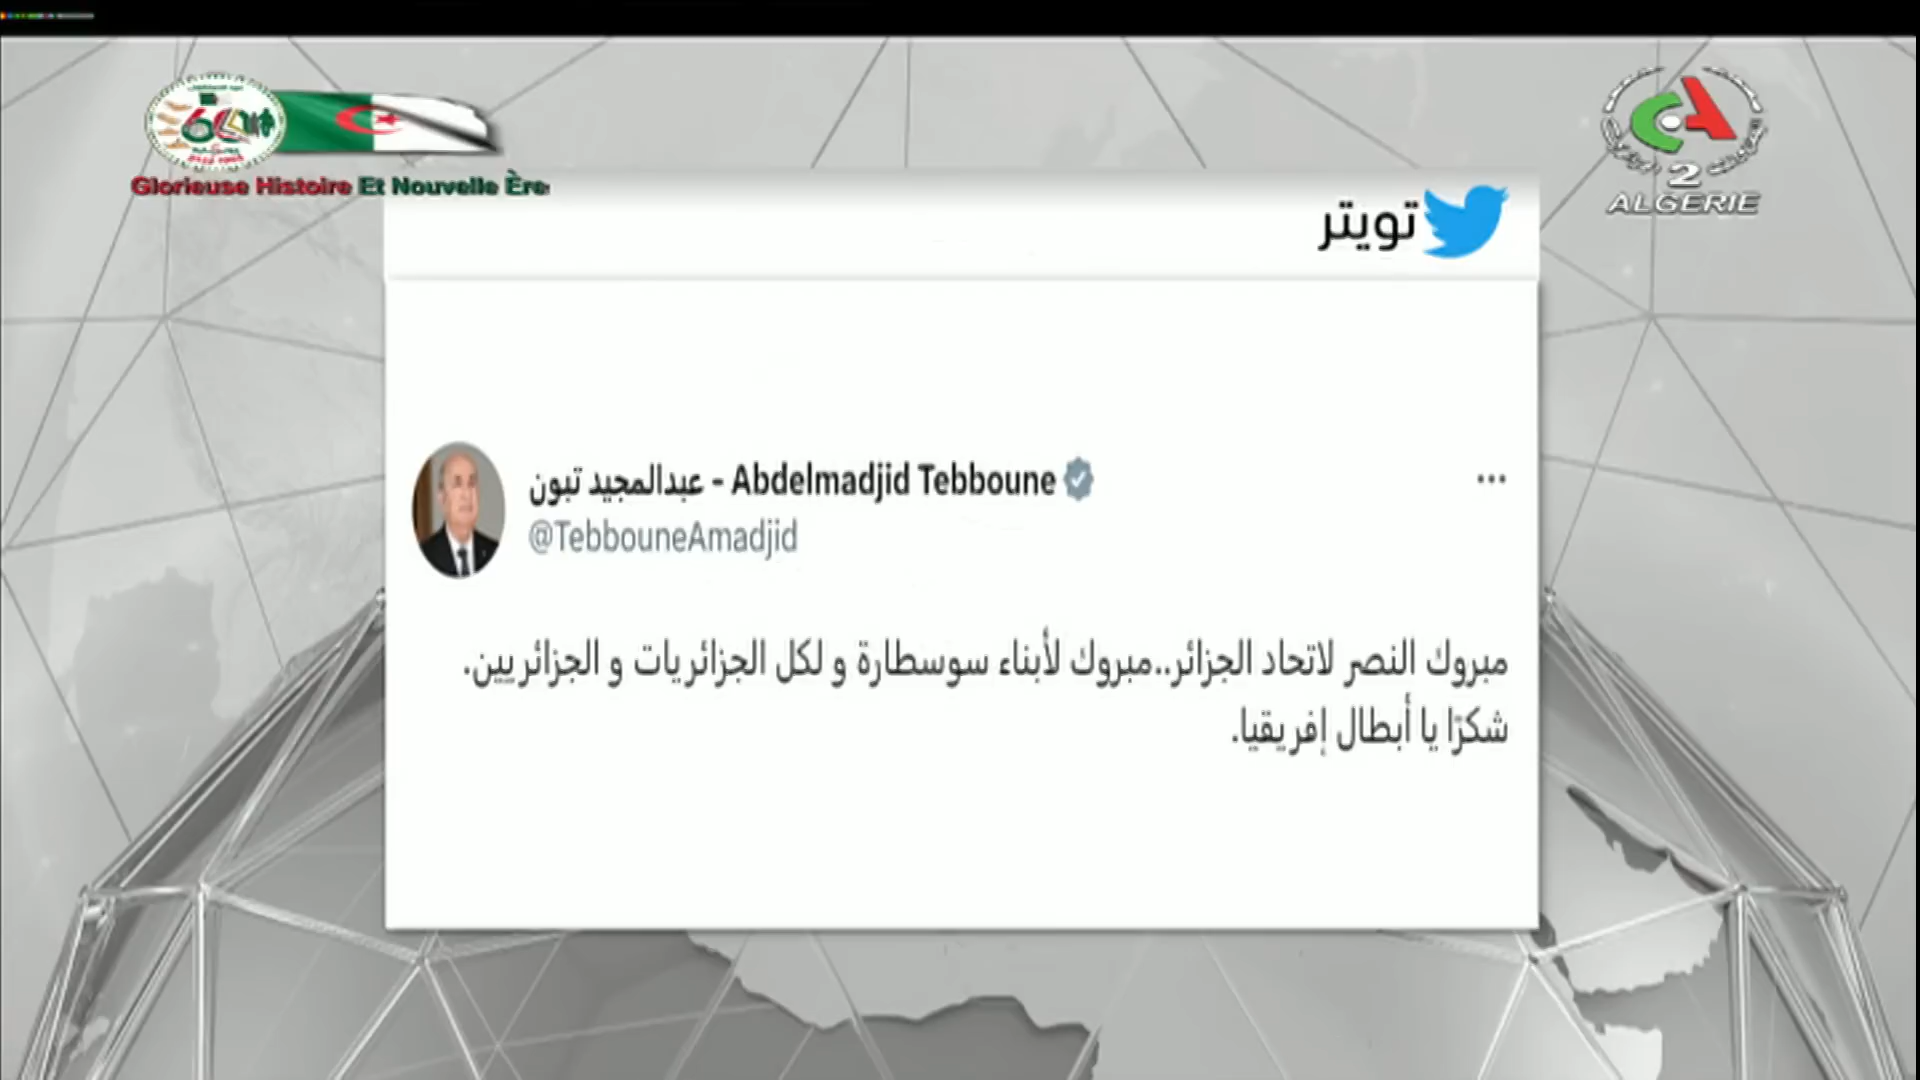 Glorieuse Histoire Et Nouvelle Ère
2
ALGERIE
تويتر
عبدالمجيد تبون - Abdelmadjid Tebboune
@TebbouneAmadjid
مبروك النصر لاتحاد الجزائر..مبروك لأبناء سوسطارة و لكل الجزائريات و الجزائريين.
شكرًا يا أبطال إفريقيا.